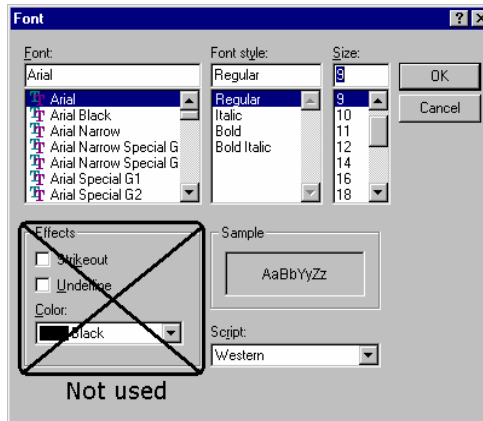 Font
Font:
Font style:
Size:
Arial
Regular
9
OK
Cancel
Arial
Arial Black
Arial Narrow
Arial Narrow Special G
Arial Narrow Special G
Arial Special G1
Arial Special G2
Regular
Italic
Bold
Bold Italic
9
10
11
12
14
16
18
Effects
Strikeout
Underline
Color:
Black
Sample
AaBbYyZz
Script:
Western
Not used